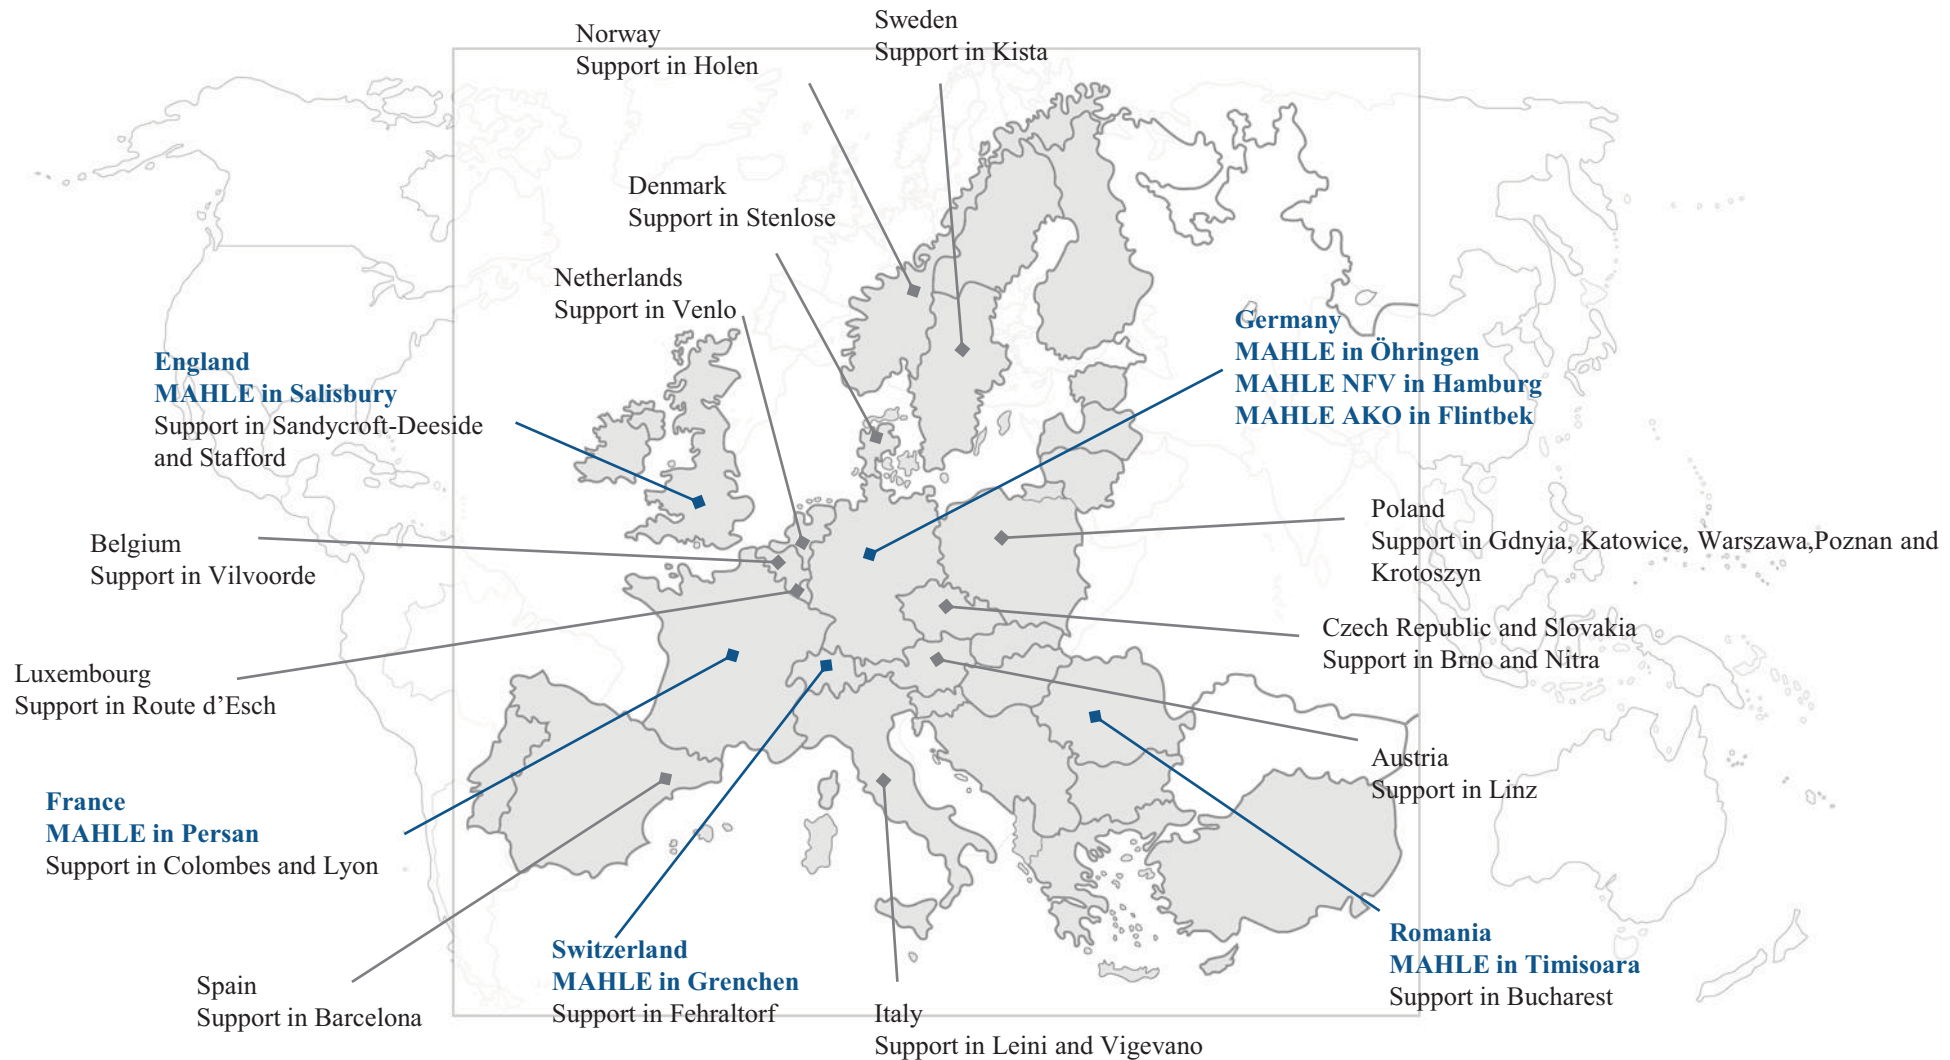 Norway
Support in Holen
Sweden
Support in Kista
Denmark
Support in Stenlose
Netherlands
Support in Venlo
England
MAHLE in Salisbury
Support in Sandycroft-Deeside
and Stafford
Germany
MAHLE in Öhringen
MAHLE NFV in Hamburg
MAHLE AKO in Flintbek
Belgium
Support in Vilvoorde
Poland
Support in Gdnyia, Katowice, Warszawa,Poznan and
Krotoszyn
Czech Republic and Slovakia
Support in Brno and Nitra
Luxembourg
Support in Route d’Esch
Austria
Support in Linz
France
MAHLE in Persan
Support in Colombes and Lyon
Switzerland
MAHLE in Grenchen
Support in Fehraltorf
Romania
MAHLE in Timisoara
Support in Bucharest
Spain
Support in Barcelona
Italy
Support in Leini and Vigevano